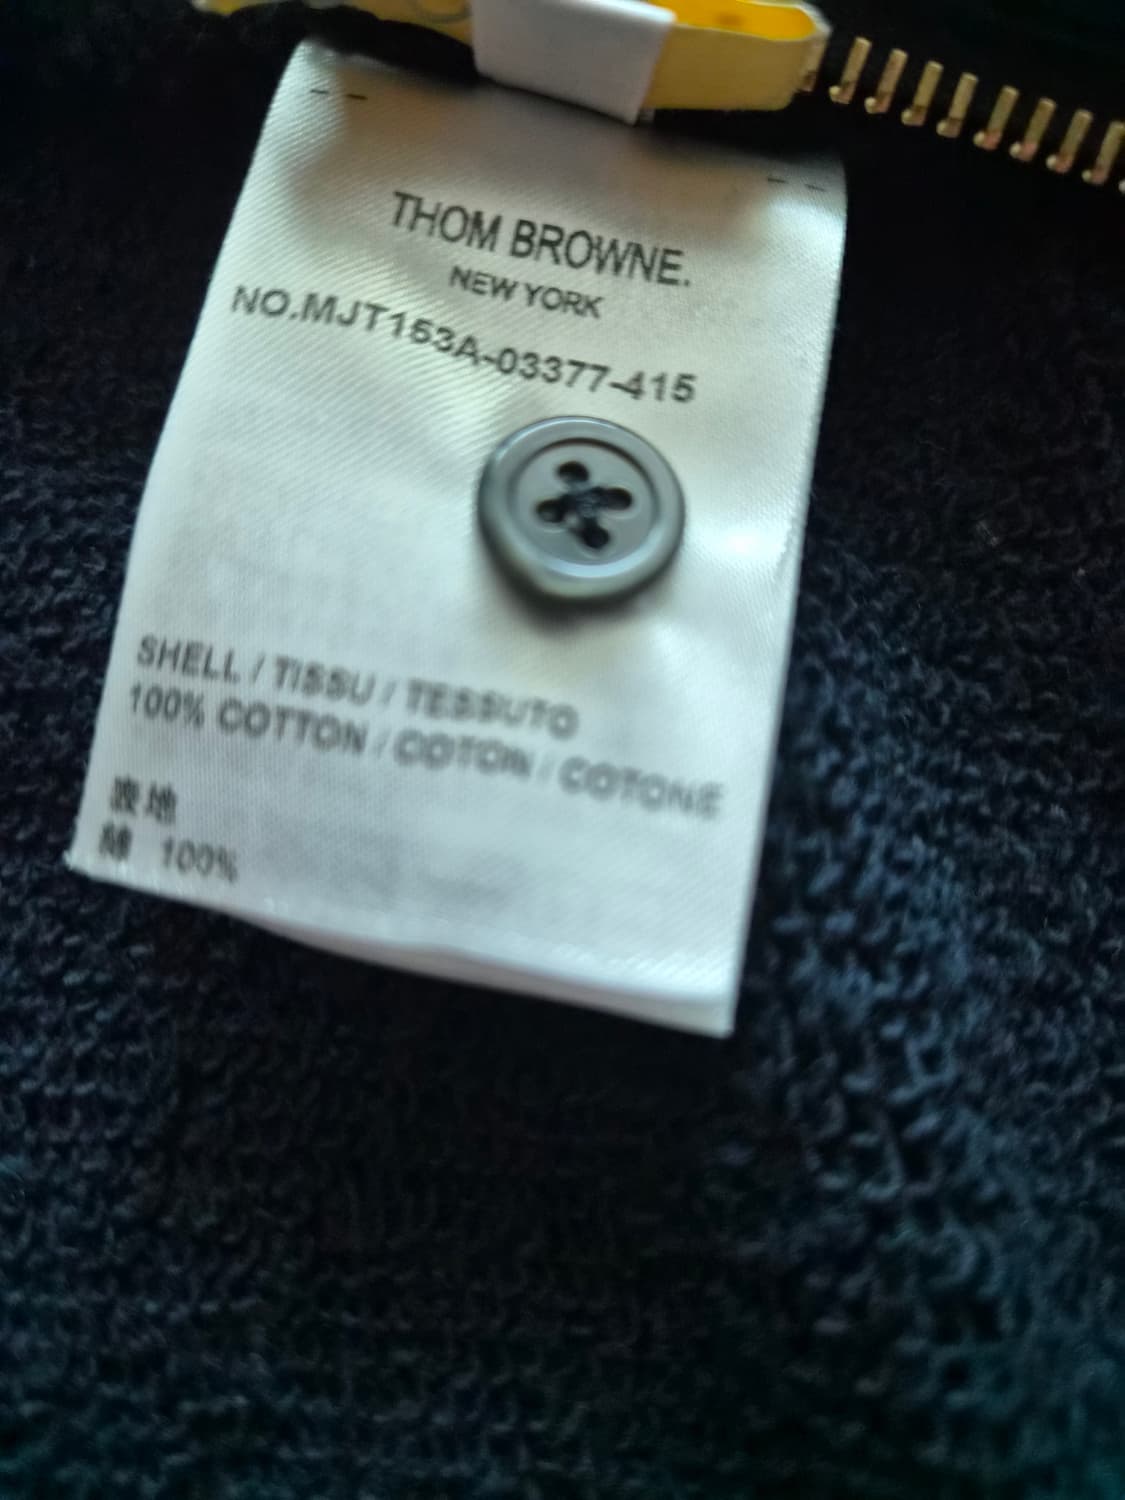 THOM BROWNE.
NEW YORK
NO.MJT153A-03377-415
SHELL / TISSU / TESSUTO
100% COTTON / COTON / COTONE
表地
綿 100%